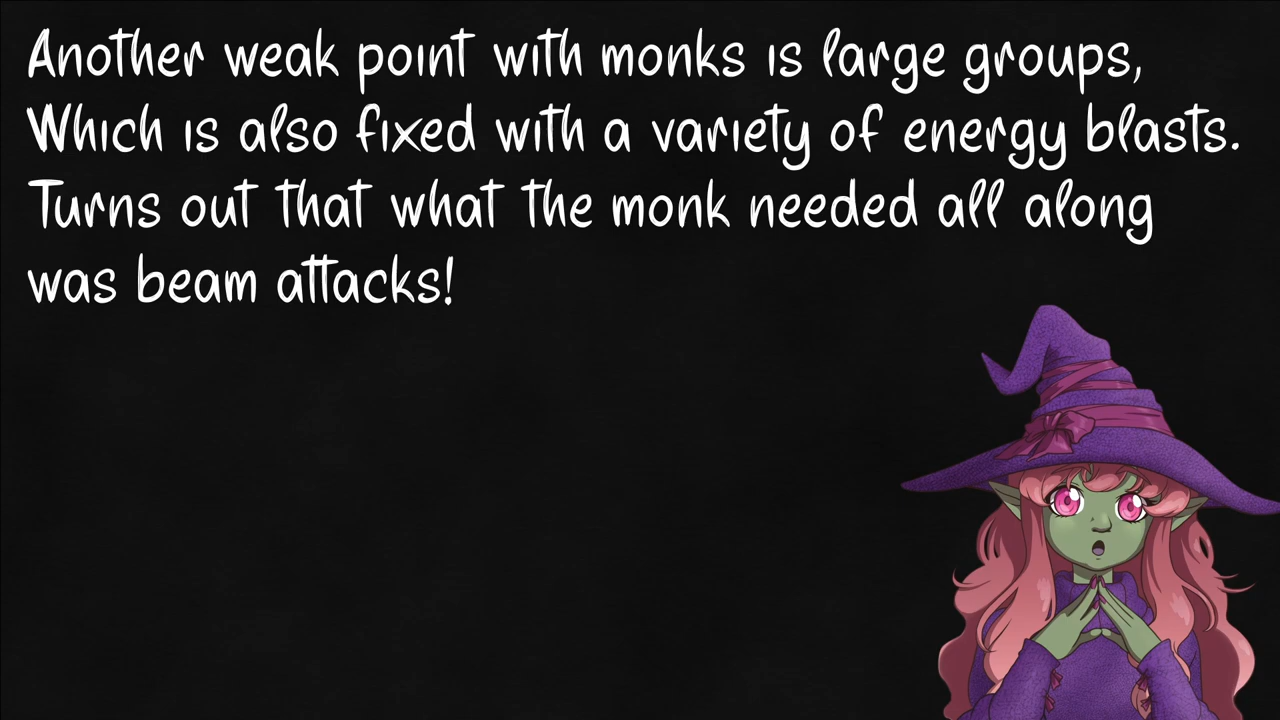 Another weak point with monks is large groups,
Which is also fixed with a variety of energy blasts.
Turns out that what the monk needed all along
was beam attacks!